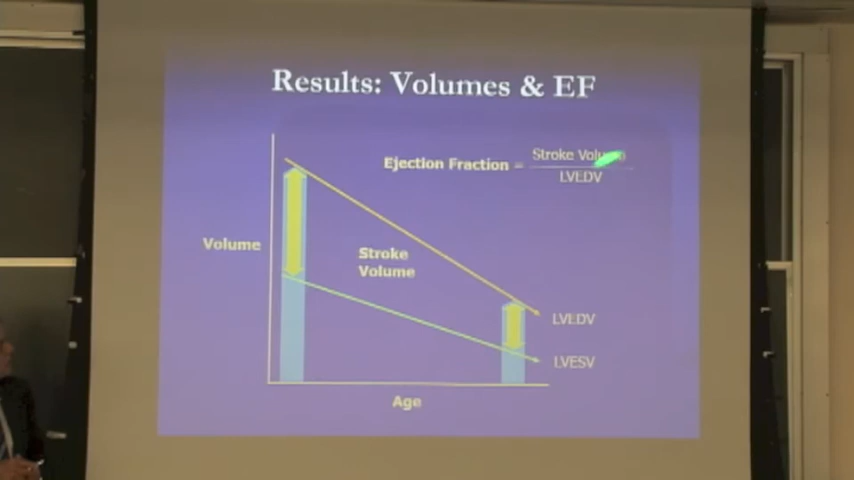 Results: Volumes & EF
Ejection Fraction = Stroke Volume
LVEDV
Volume
Stroke
Volume
LVEDV
LVESV
Age